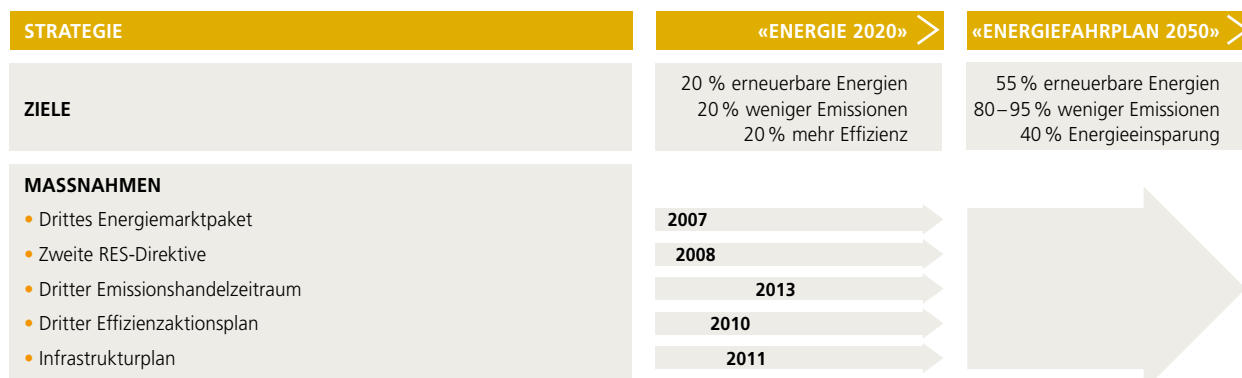 STRATEGIE «ENERGIE 2020» «ENERGIEFAHRPLAN 2050»
ZIELE
20 % erneuerbare Energien
20 % weniger Emissionen
20 % mehr Effizienz
55 % erneuerbare Energien
80–95 % weniger Emissionen
40 % Energieeinsparung
MASSNAHMEN
• Drittes Energiemarktpaket 2007
• Zweite RES-Direktive 2008
• Dritter Emissionshandelzeitraum 2013
• Dritter Effizienzaktionsplan 2010
• Infrastrukturplan 2011